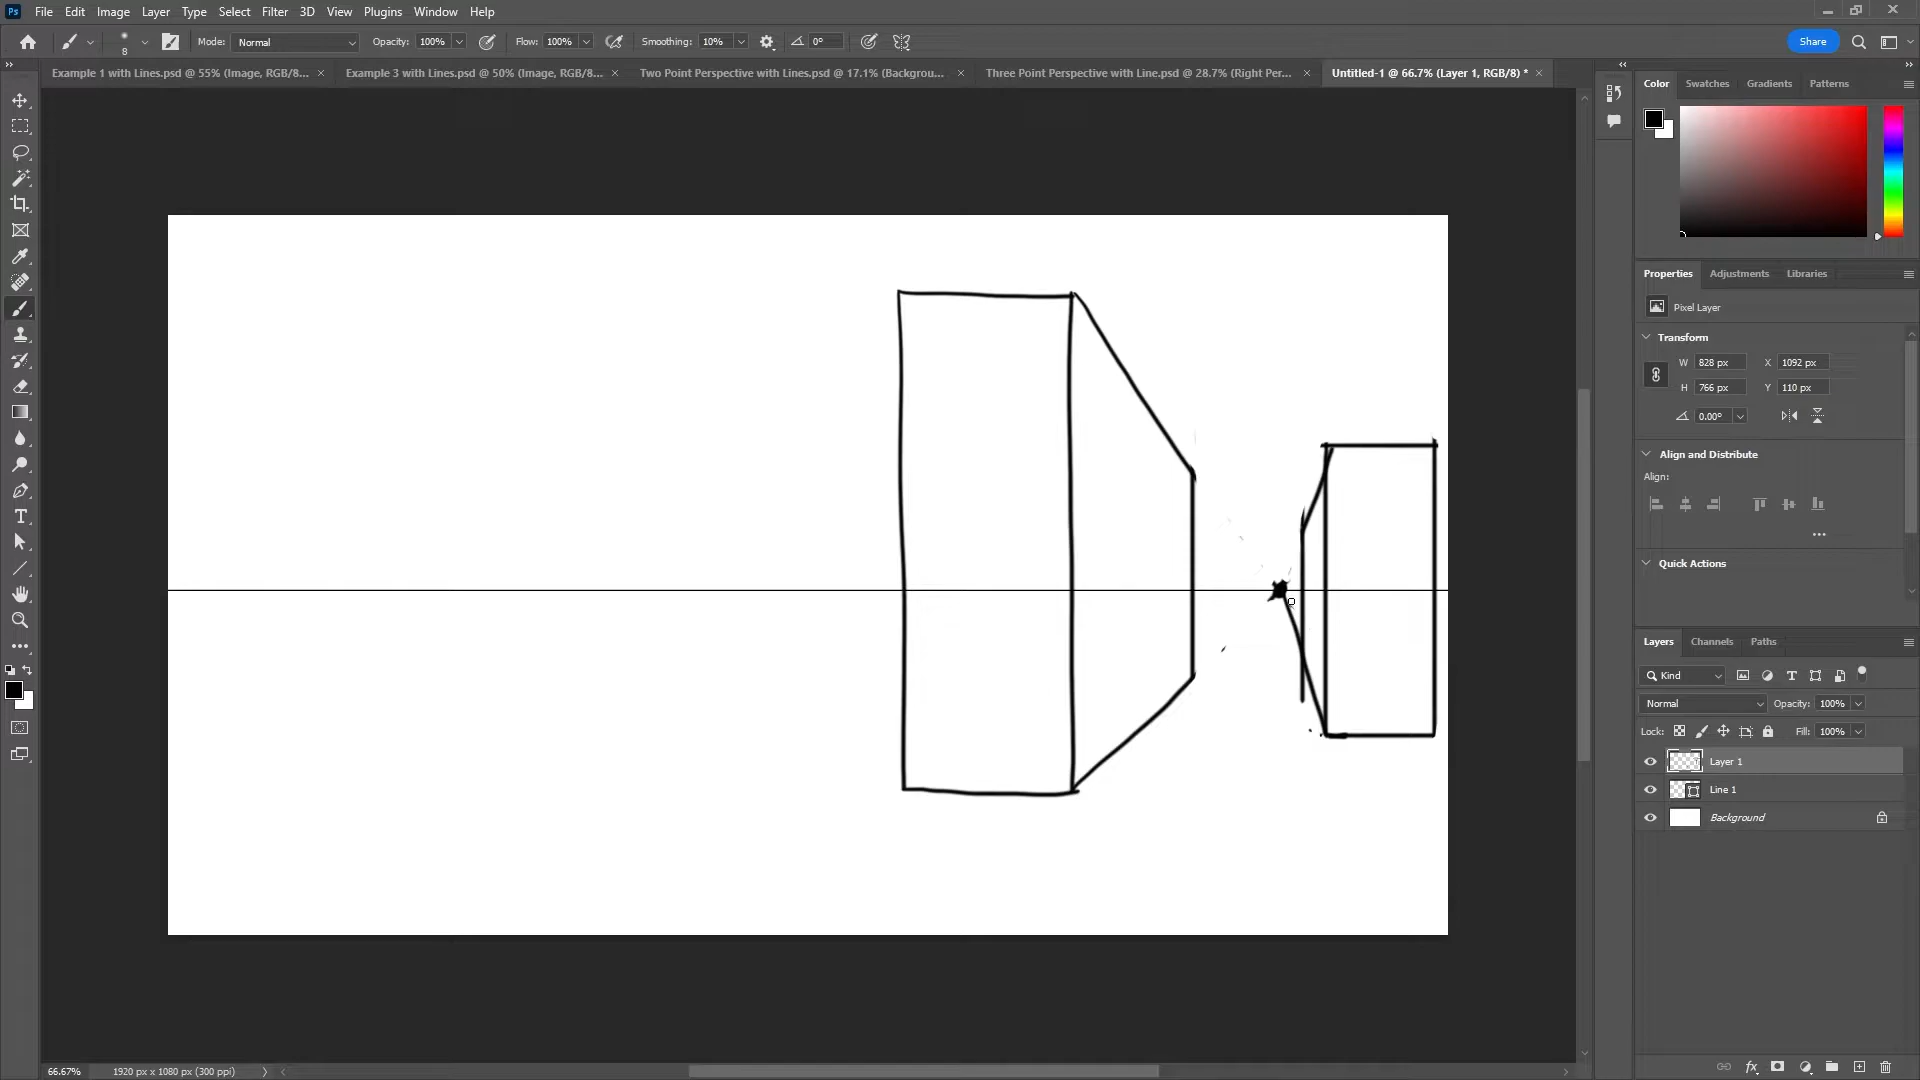 Ps File Edit Image Layer Type Select Filter 3D View Plugins Window Help
8 Mode: Normal Opacity: 100% Flow: 100% Smoothing: 10% 0° Share
Example 1 with Lines.psd @ 55% (Image, RGB/8... Example 3 with Lines.psd @ 50% (Image, RGB/8... Two Point Perspective with Lines.psd @ 17.1% (Backgrou... Three Point Perspective with Line.psd @ 28.7% (Right Per... Untitled-1 @ 66.7% (Layer 1, RGB/8) *
Color Swatches Gradients Patterns
Properties Adjustments Libraries
Pixel Layer
Transform
W 828 px X 1092 px
H 766 px Y 110 px
0.00°
Align and Distribute
Align:
Quick Actions
Layers Channels Paths
Kind
Normal Opacity: 100%
Lock: Fill: 100%
Layer 1
Line 1
Background
66.67% 1920 px x 1080 px (300 ppi)